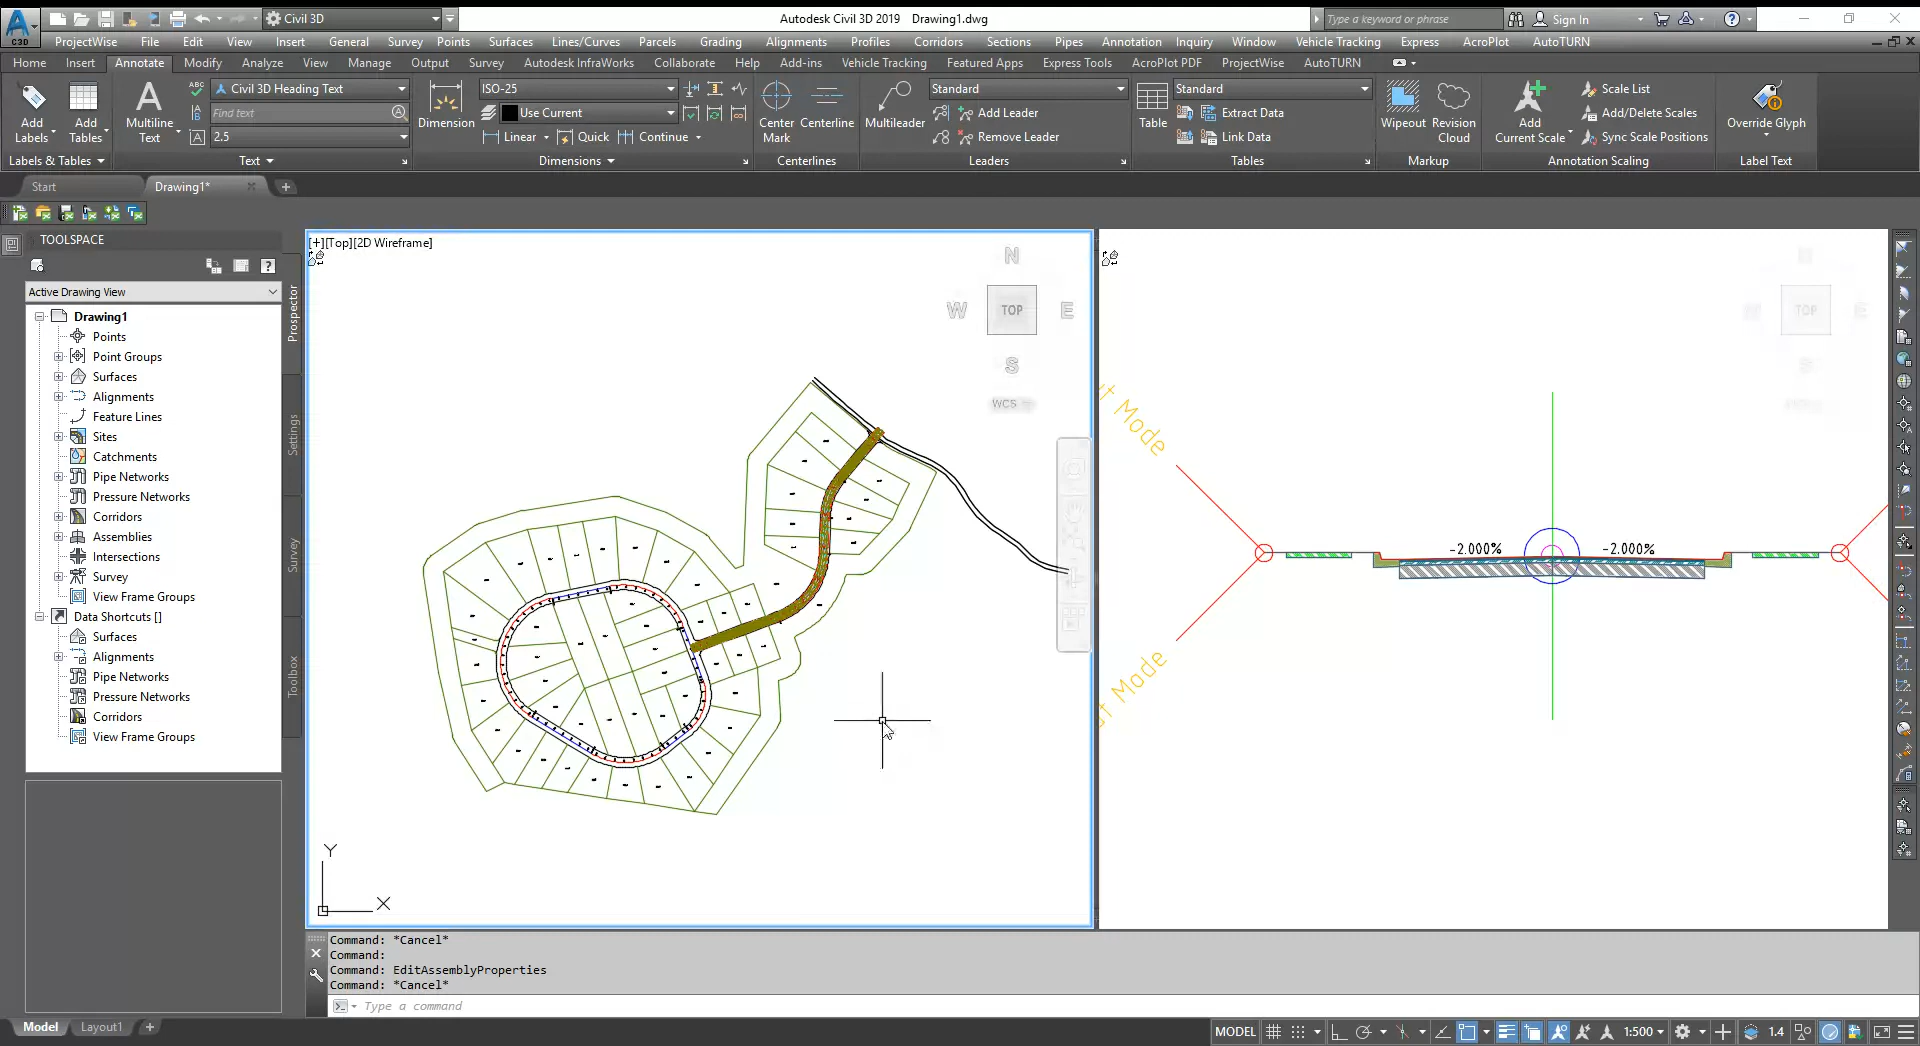 C3D
Civil 3D
Autodesk Civil 3D 2019 Drawing1.dwg
Type a keyword or phrase
Sign In
ProjectWise File Edit View Insert General Survey Points Surfaces Lines/Curves Parcels Grading Alignments Profiles Corridors Sections Pipes Annotation Inquiry Window Vehicle Tracking Express AcroPlot AutoTURN
Home Insert Annotate Modify Analyze View Manage Output Survey Autodesk InfraWorks Collaborate Help Add-ins Vehicle Tracking Featured Apps Express Tools AcroPlot PDF ProjectWise AutoTURN
Add Labels
Add Tables
Labels & Tables
Multiline Text
ABC
Civil 3D Heading Text
Find text
2.5
Text
Dimension
ISO-25
Use Current
Linear Quick Continue
Dimensions
Center Mark
Centerline
Centerlines
Multileader
Standard
Add Leader
Remove Leader
Leaders
Table
Standard
Extract Data
Link Data
Tables
Wipeout
Revision Cloud
Markup
Add Current Scale
Scale List
Add/Delete Scales
Sync Scale Positions
Annotation Scaling
Override Glyph
Label Text
Start
Drawing1*
TOOLSPACE
Active Drawing View
Drawing1
Points
Point Groups
Surfaces
Alignments
Feature Lines
Sites
Catchments
Pipe Networks
Pressure Networks
Corridors
Assemblies
Intersections
Survey
View Frame Groups
Data Shortcuts []
Surfaces
Alignments
Pipe Networks
Pressure Networks
Corridors
View Frame Groups
Prospector
Settings
Survey
Toolbox
[+][Top][2D Wireframe]
N
W TOP E
S
WCS
Y
X
TOP
t Mode
-2.000% -2.000%
t Mode
Command: *Cancel*
Command:
Command: EditAssemblyProperties
Command: *Cancel*
Type a command
Model Layout1
MODEL
1:500
1.4